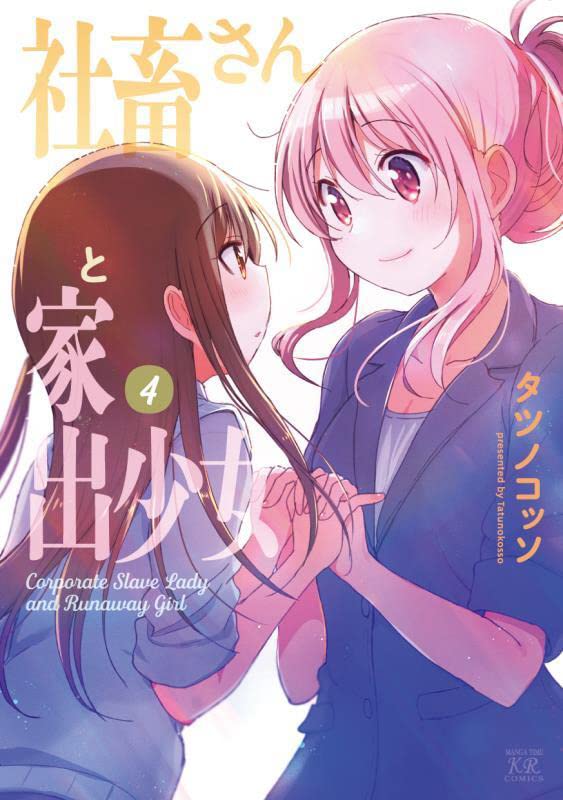 社畜さん
と
家
出少女
4
Corporate Slave Lady
and Runaway Girl
タツノコッソ
presented by Tatunokosso
MANGA TIME
KR
COMICS